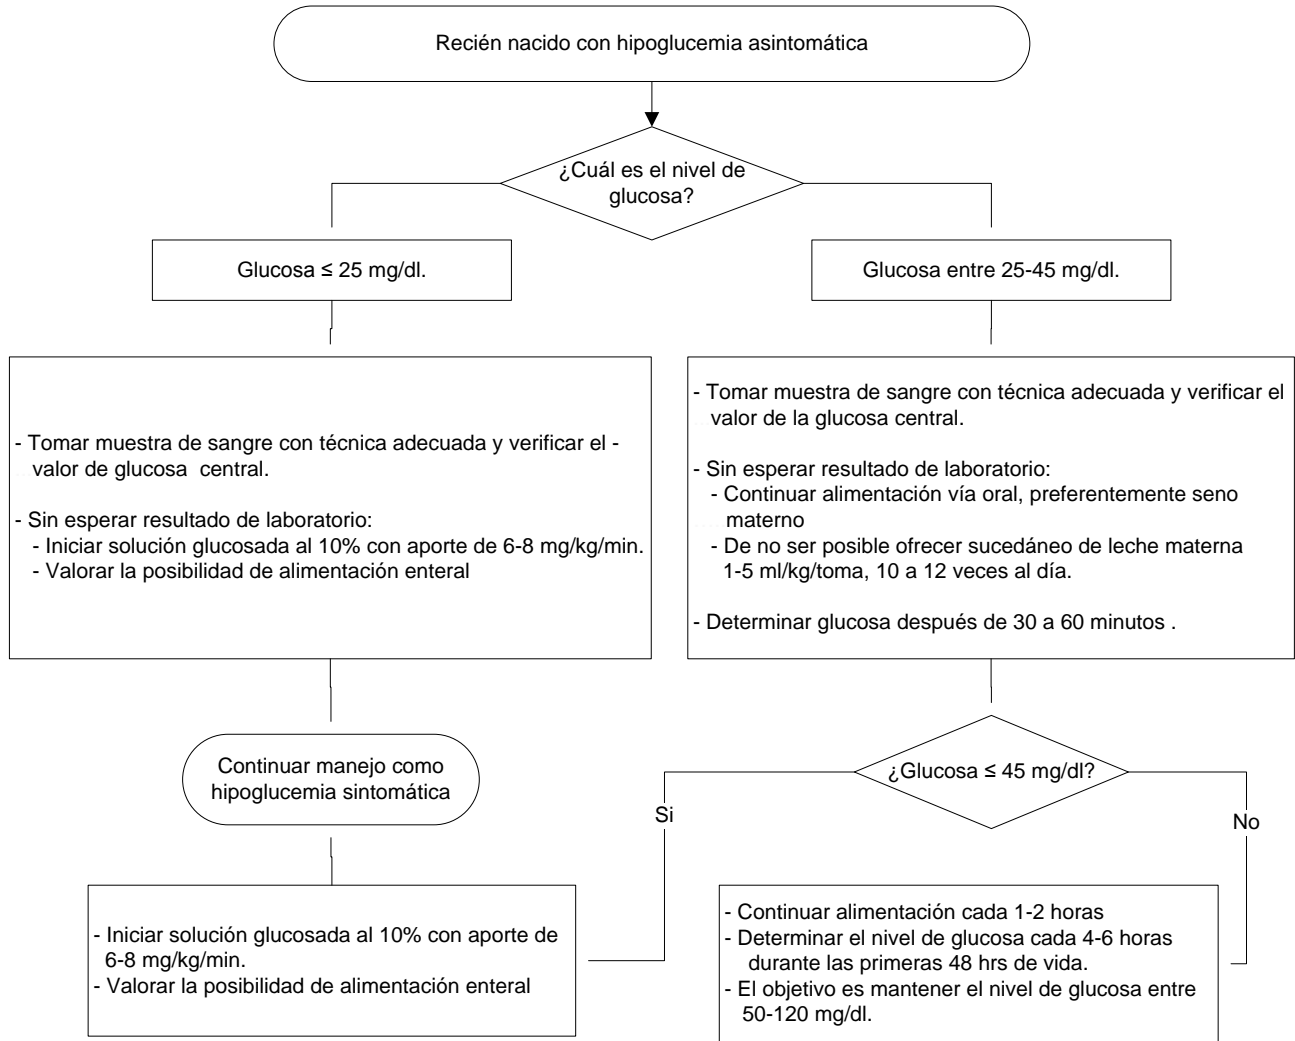 Recién nacido con hipoglucemia asintomática
¿Cuál es el nivel de
glucosa?
Glucosa ≤ 25 mg/dl.
Glucosa entre 25-45 mg/dl.
- Tomar muestra de sangre con técnica adecuada y verificar el -
valor de glucosa  central.
- Sin esperar resultado de laboratorio:
- Iniciar solución glucosada al 10% con aporte de 6-8 mg/kg/min.
- Valorar la posibilidad de alimentación enteral
- Tomar muestra de sangre con técnica adecuada y verificar el
valor de la glucosa central.
- Sin esperar resultado de laboratorio:
- Continuar alimentación vía oral, preferentemente seno
materno
- De no ser posible ofrecer sucedáneo de leche materna
1-5 ml/kg/toma, 10 a 12 veces al día.
- Determinar glucosa después de 30 a 60 minutos .
Continuar manejo como
hipoglucemia sintomática
¿Glucosa ≤ 45 mg/dl?
Si
No
- Iniciar solución glucosada al 10% con aporte de
6-8 mg/kg/min.
- Valorar la posibilidad de alimentación enteral
- Continuar alimentación cada 1-2 horas
- Determinar el nivel de glucosa cada 4-6 horas
durante las primeras 48 hrs de vida.
- El objetivo es mantener el nivel de glucosa entre
50-120 mg/dl.